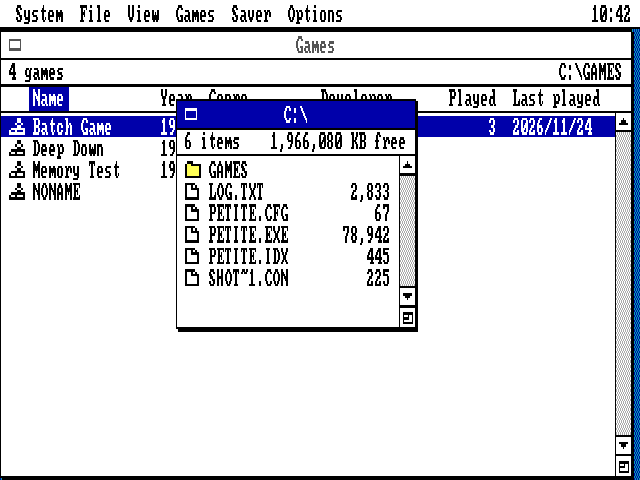 System File View Games Saver Options 10:42
Games
4 games C:\GAMES
Name Played Last played
Batch Game 3 2026/11/24
Deep Down
Memory Test
NONAME
C:\
6 items 1,966,080 KB free
GAMES
LOG.TXT 2,833
PETITE.CFG 67
PETITE.EXE 78,942
PETITE.IDX 445
SHOT~1.CON 225